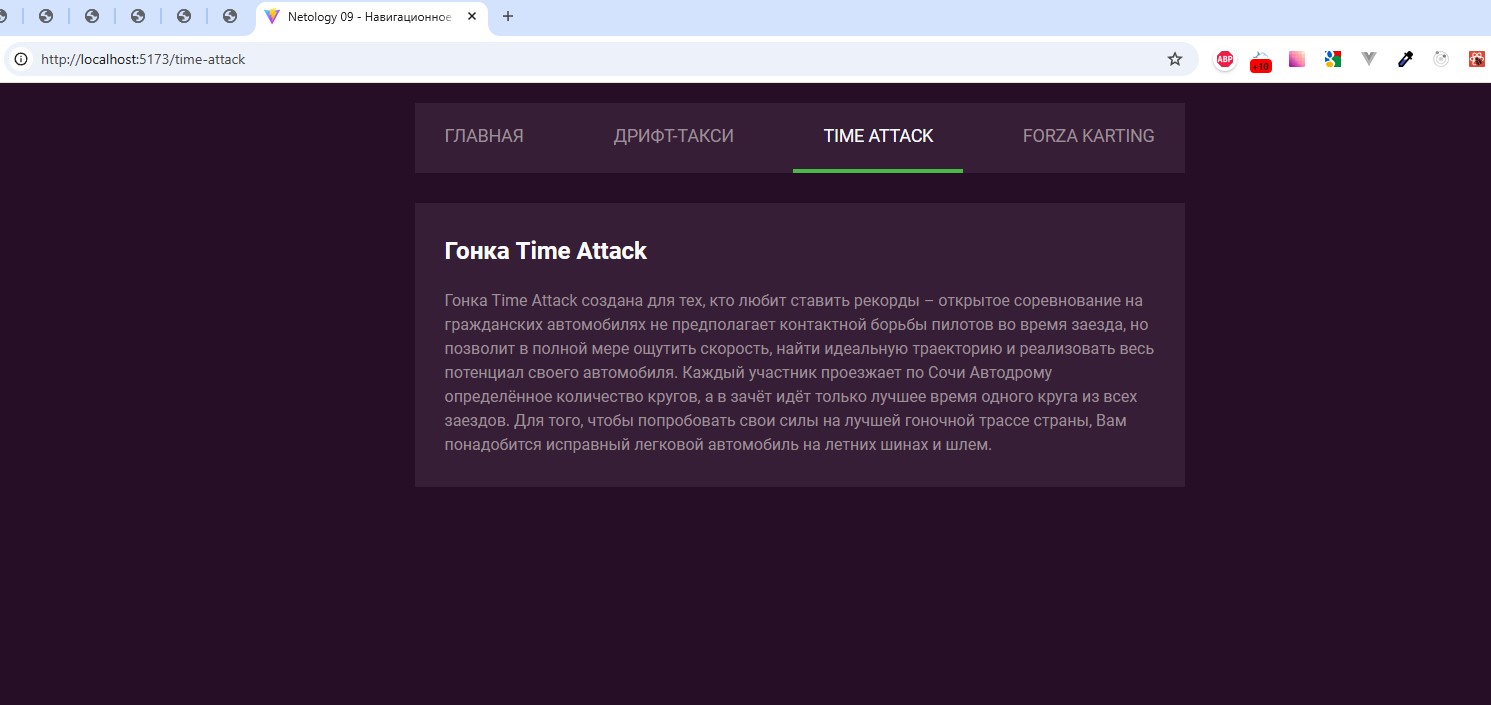 Netology 09 - Навигационное
http://localhost:5173/time-attack
ABP
+10
ГЛАВНАЯ
ДРИФТ-ТАКСИ
TIME ATTACK
FORZA KARTING
Гонка Time Attack
Гонка Time Attack создана для тех, кто любит ставить рекорды – открытое соревнование на
гражданских автомобилях не предполагает контактной борьбы пилотов во время заезда, но
позволит в полной мере ощутить скорость, найти идеальную траекторию и реализовать весь
потенциал своего автомобиля. Каждый участник проезжает по Сочи Автодрому
определённое количество кругов, а в зачёт идёт только лучшее время одного круга из всех
заездов. Для того, чтобы попробовать свои силы на лучшей гоночной трассе страны, Вам
понадобится исправный легковой автомобиль на летних шинах и шлем.